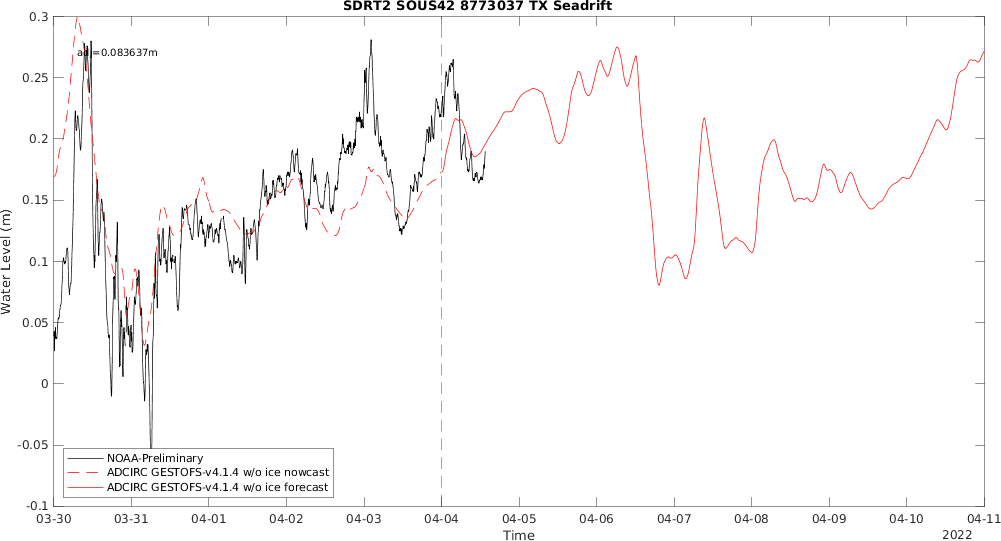 SDRT2 SOUS42 8773037 TX Seadrift
=0.083637m
Water Level (m)
0.3
0.25
0.2
0.15
0.1
0.05
0
-0.05
-0.1
NOAA-Preliminary
ADCIRC GESTOFS-v4.1.4 w/o ice nowcast
ADCIRC GESTOFS-v4.1.4 w/o ice forecast
03-30 03-31 04-01 04-02 04-03 04-04 04-05 04-06 04-07 04-08 04-09 04-10 04-11
Time
2022